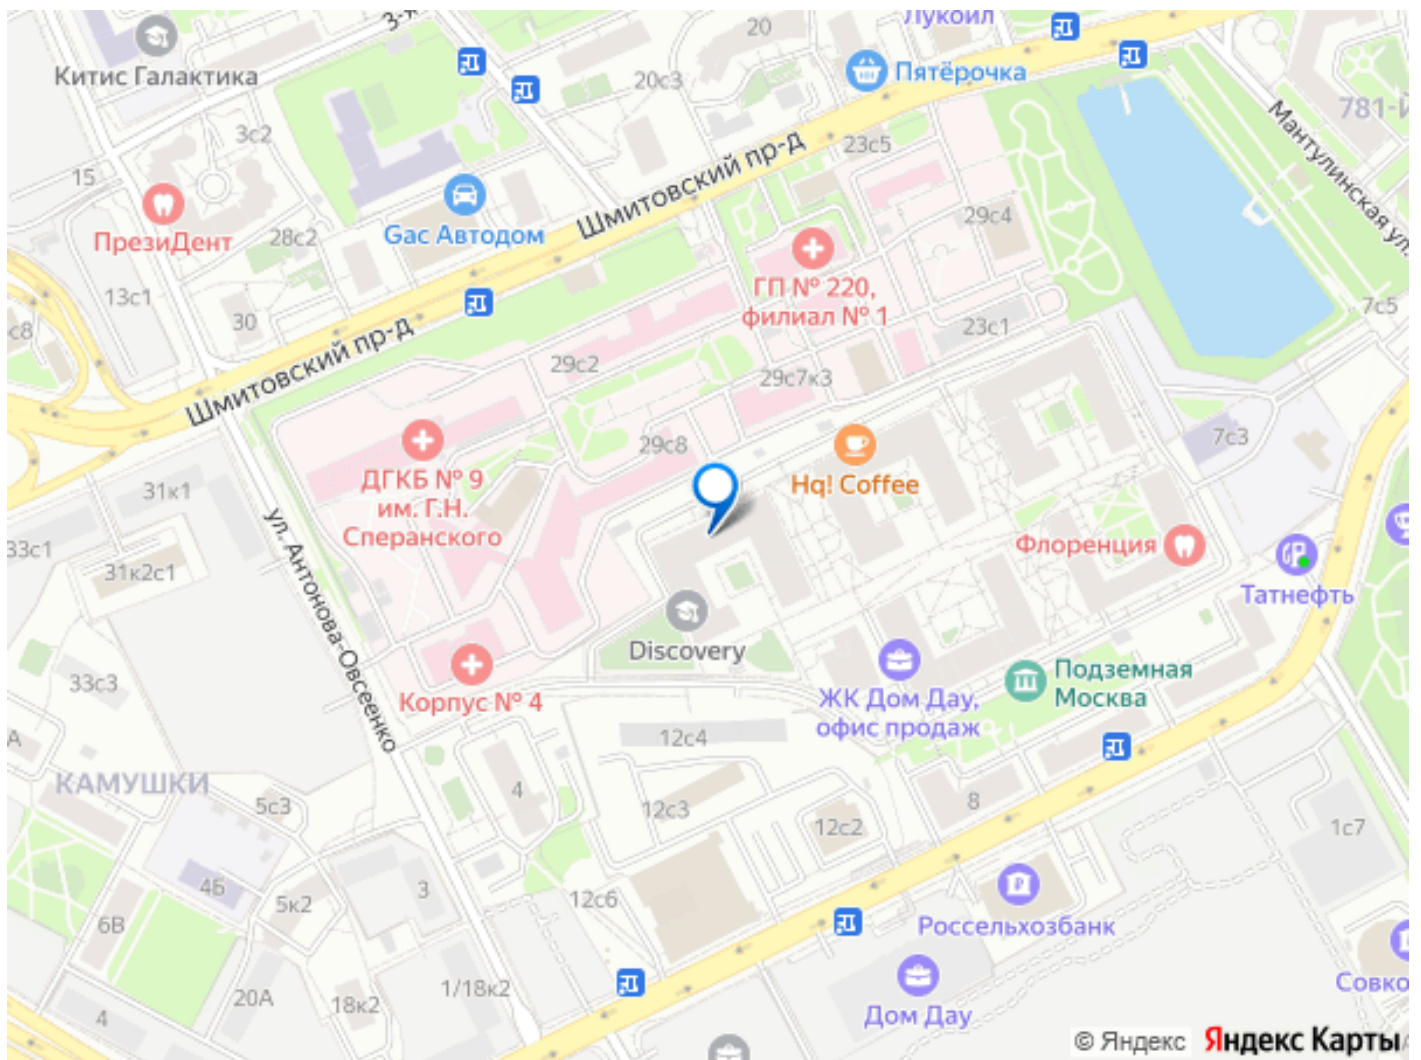 3-я
20
Лукойл
Китис Галактика
20с3
Пятёрочка
781-й
Мантулинская ул.
3с2
23с5
15
Шмитовский пр-д
ПрезиДент
28с2
Gac Автодом
29с4
13с1
ГП № 220,
филиал № 1
7с5
с8
30
23с1
Шмитовский пр-д
29с2
29с7к3
7с3
29с8
ДГКБ № 9
им. Г.Н.
Сперанского
Hq! Coffee
31к1
33с1
31к2с1
ул. Антонова-Овсеенко
Флоренция
Татнефть
Discovery
33с3
Корпус № 4
ЖК Дом Дау,
офис продаж
Подземная
Москва
А
12с4
КАМУШКИ
5с3
4
12с3
12с2
8
1с7
4Б
5к2
3
12с6
6В
Россельхозбанк
20А
18к2
1/18к2
Совко
4
Дом Дау
© Яндекс Яндекс Карты